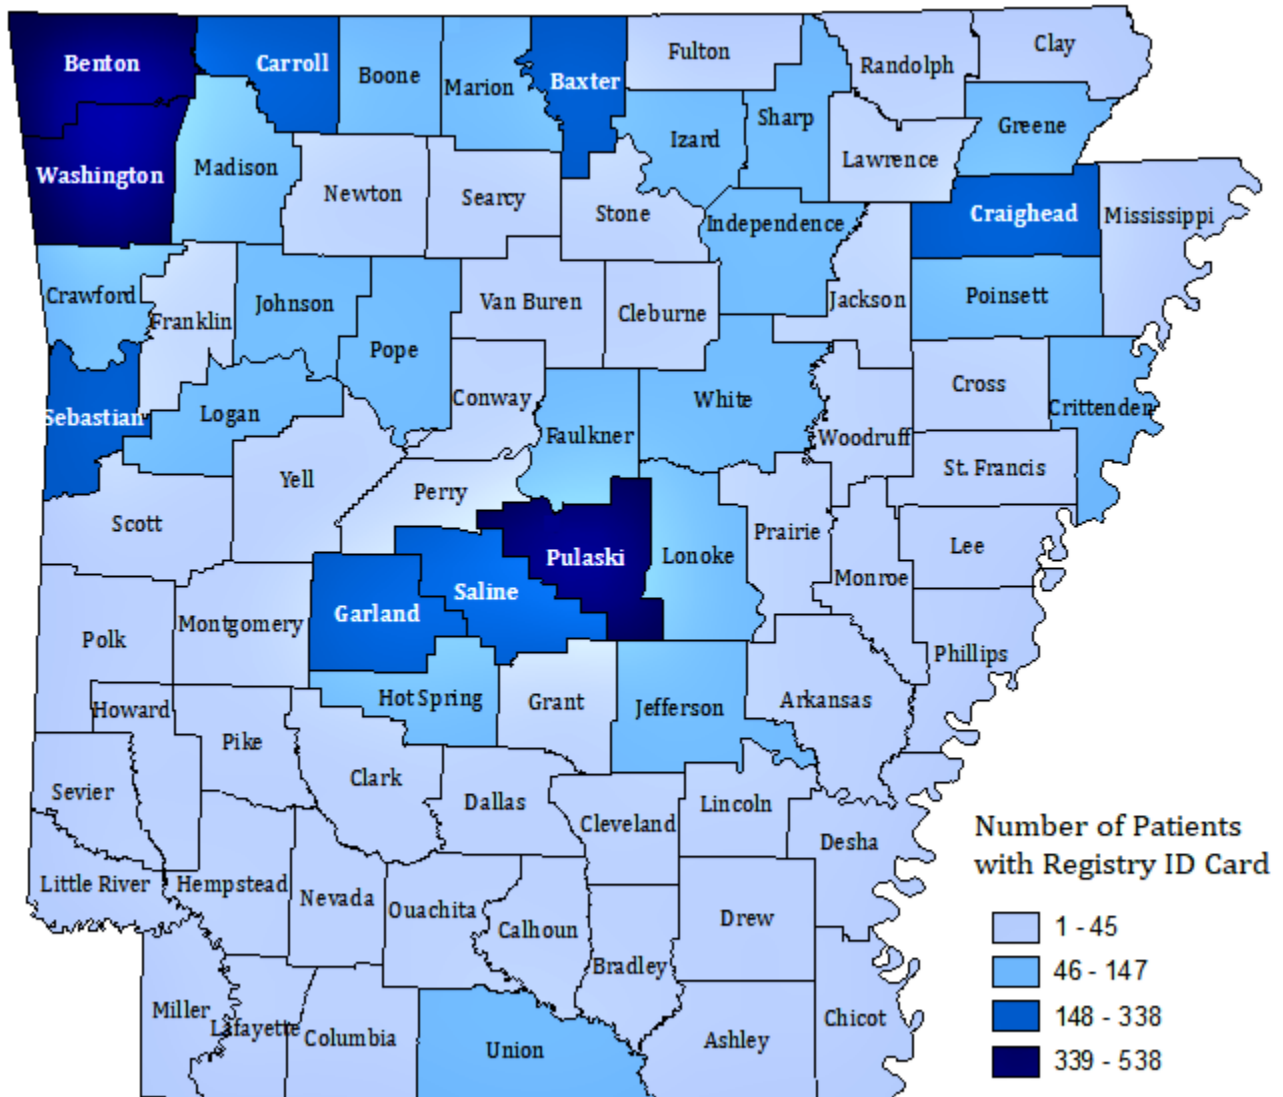 Benton
Carroll
Boone
Marion
Baxter
Fulton
Randolph
Clay
Washington
Madison
Newton
Searcy
Stone
Izard
Sharp
Lawrence
Greene
Independence
Craighead
Mississippi
Crawford
Franklin
Johnson
Pope
Van Buren
Cleburne
Jackson
Poinsett
Sebastian
Logan
Conway
Faulkner
White
Woodruff
Cross
Crittenden
Scott
Yell
Perry
Pulaski
Lonoke
Prairie
Monroe
St. Francis
Lee
Polk
Montgomery
Garland
Saline
Hot Spring
Grant
Jefferson
Arkansas
Phillips
Howard
Pike
Clark
Sevier
Dallas
Cleveland
Lincoln
Desha
Little River
Hempstead
Nevada
Ouachita
Calhoun
Bradley
Drew
Miller
Lafayette
Columbia
Union
Ashley
Chicot
Number of Patients
with Registry ID Card
1 - 45
46 - 147
148 - 338
339 - 538